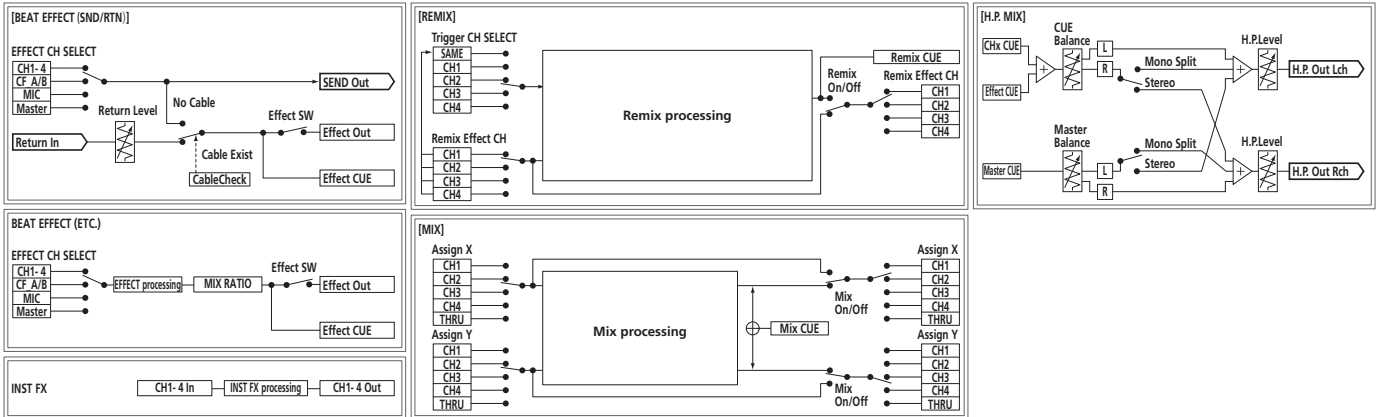 [BEAT EFFECT (SND/RTN)]
EFFECT CH SELECT
CH1- 4
CF A/B
MIC
Master
SEND Out
No Cable
Return Level
Return In
Effect SW
Effect Out
Cable Exist
CableCheck
Effect CUE
BEAT EFFECT (ETC.)
EFFECT CH SELECT
CH1- 4
CF A/B
MIC
Master
EFFECT processing
MIX RATIO
Effect SW
Effect Out
Effect CUE
INST FX
CH1- 4 In
INST FX processing
CH1- 4 Out
[REMIX]
Trigger CH SELECT
SAME
CH1
CH2
CH3
CH4
Remix Effect CH
CH1
CH2
CH3
CH4
Remix processing
Remix CUE
Remix
On/Off
Remix Effect CH
CH1
CH2
CH3
CH4
[MIX]
Assign X
CH1
CH2
CH3
CH4
THRU
Assign Y
CH1
CH2
CH3
CH4
THRU
Mix processing
Mix CUE
Mix
On/Off
Mix
On/Off
Assign X
CH1
CH2
CH3
CH4
THRU
Assign Y
CH1
CH2
CH3
CH4
THRU
[H.P. MIX]
CHx CUE
Effect CUE
CUE
Balance
L
R
Mono Split
Stereo
H.P.Level
H.P. Out Lch
Master
Balance
Master CUE
L
R
Mono Split
Stereo
H.P.Level
H.P. Out Rch